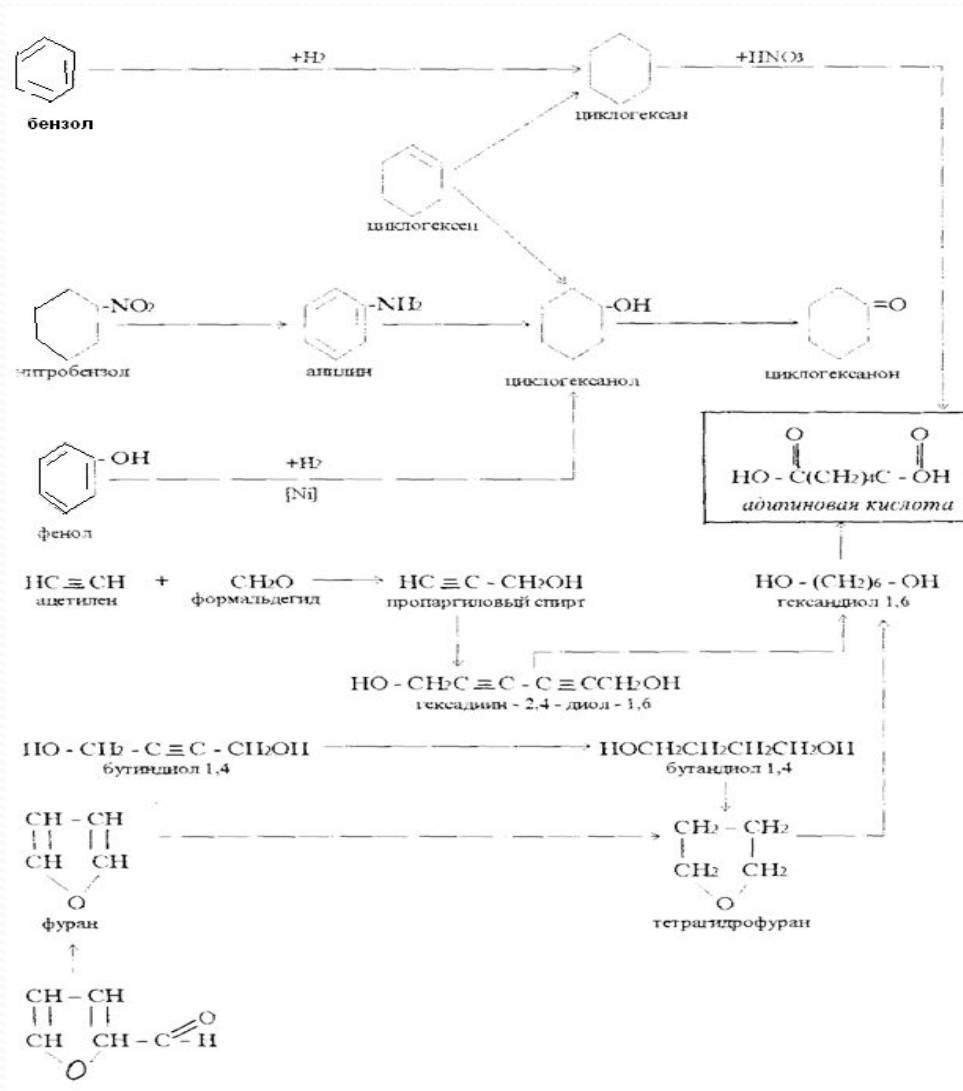 +H2
+HNO3
бензол
циклогексан
циклогексен
-NO2
-NH2
-OH
=O
нитробензол
анилин
циклогексанол
циклогексанон
- OH
+H2
[Ni]
фенол
O O
HO - C(CH2)4C - OH
адипиновая кислота
HC≡CH + CH2O HC≡C - CH2OH HO - (CH2)6 - OH
ацетилен формальдегид пропаргиловый спирт гександиол 1,6
HO - CH2C≡C - C≡CCH2OH
гексадиин - 2,4 - диол - 1,6
HO - CH2 - C≡C - CH2OH HOCH2CH2CH2CH2OH
бутиндиол 1,4 бутандиол 1,4
CH - CH CH2 - CH2
CH CH CH2 CH2
O O
фуран тетрагидрофуран
CH - CH
O
CH CH - C - H
O